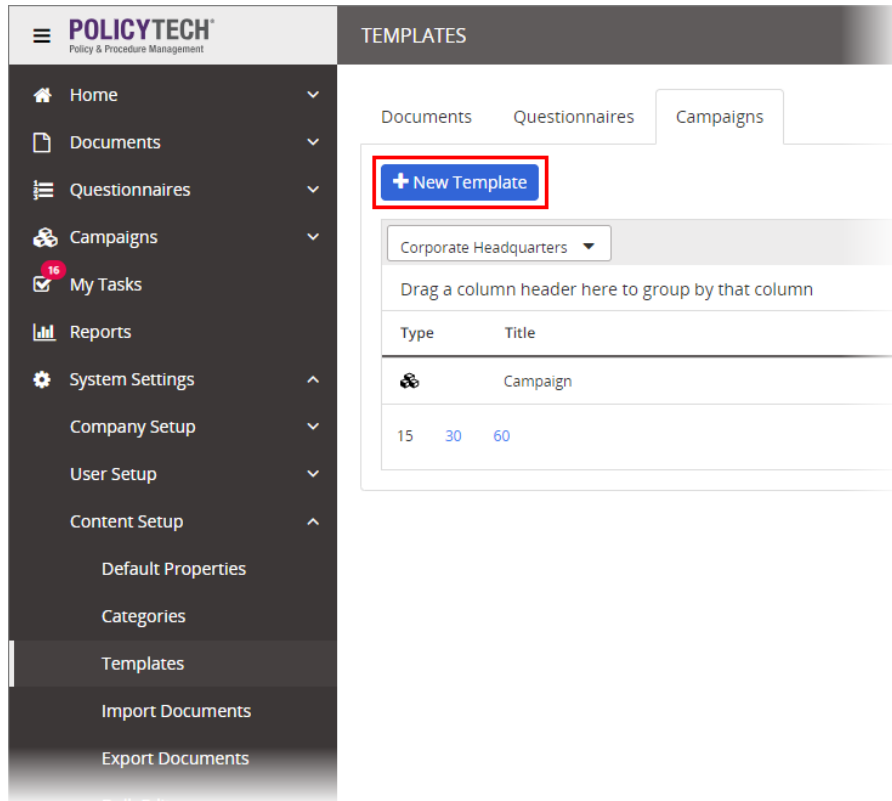 POLICYTECH®
Policy & Procedure Management
TEMPLATES
Home
Documents
Questionnaires
Campaigns
16
My Tasks
Reports
System Settings
Company Setup
User Setup
Content Setup
Default Properties
Categories
Templates
Import Documents
Export Documents
Documents Questionnaires Campaigns
New Template
Corporate Headquarters
Drag a column header here to group by that column
Type Title
Campaign
15 30 60